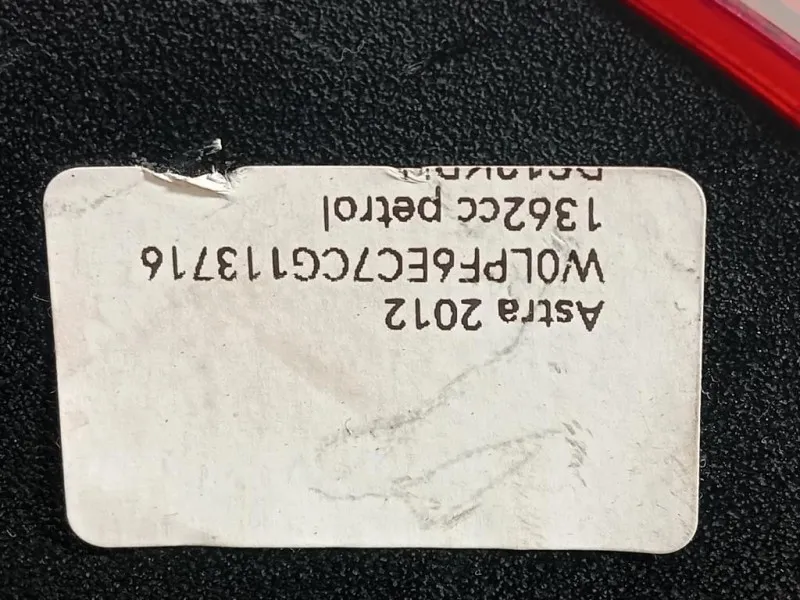 Astra 2012
W0LPF6EC7CG113716
1362cc petrol